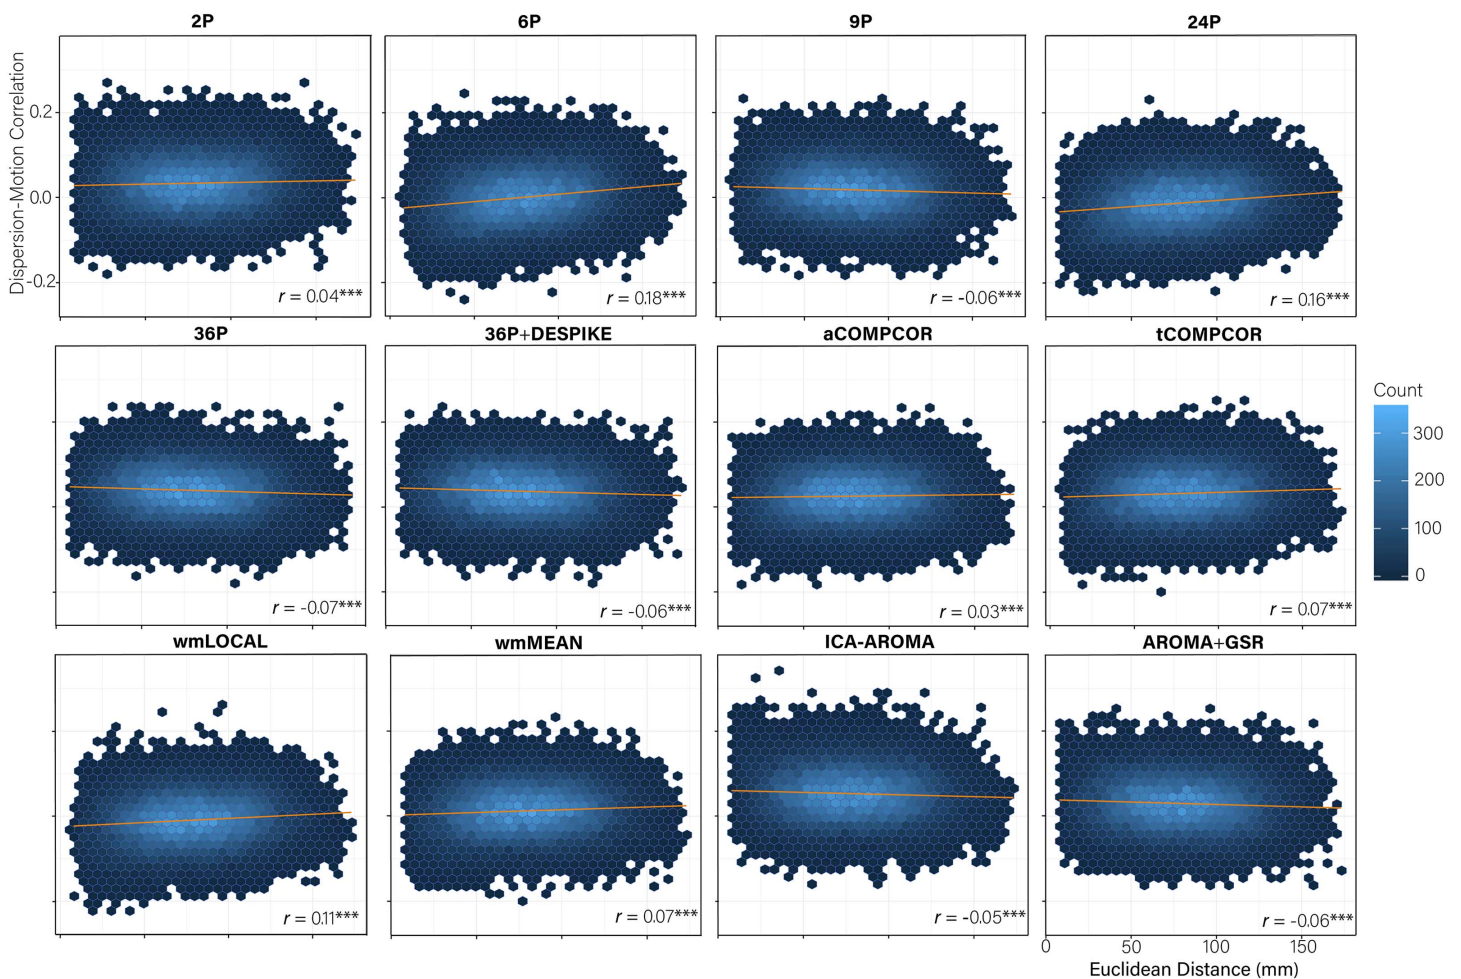 2P 6P 9P 24P
Dispersion-Motion Correlation
0.2
0.0
-0.2
r = 0.04*** r = 0.18*** r = -0.06*** r = 0.16***
36P 36P+DESPIKE aCOMPCOR tCOMPCOR
Count
300
200
100
0
r = -0.07*** r = -0.06*** r = 0.03*** r = 0.07***
wmLOCAL wmMEAN ICA-AROMA AROMA+GSR
r = 0.11*** r = 0.07*** r = -0.05*** r = -0.06***
0 50 100 150
Euclidean Distance (mm)